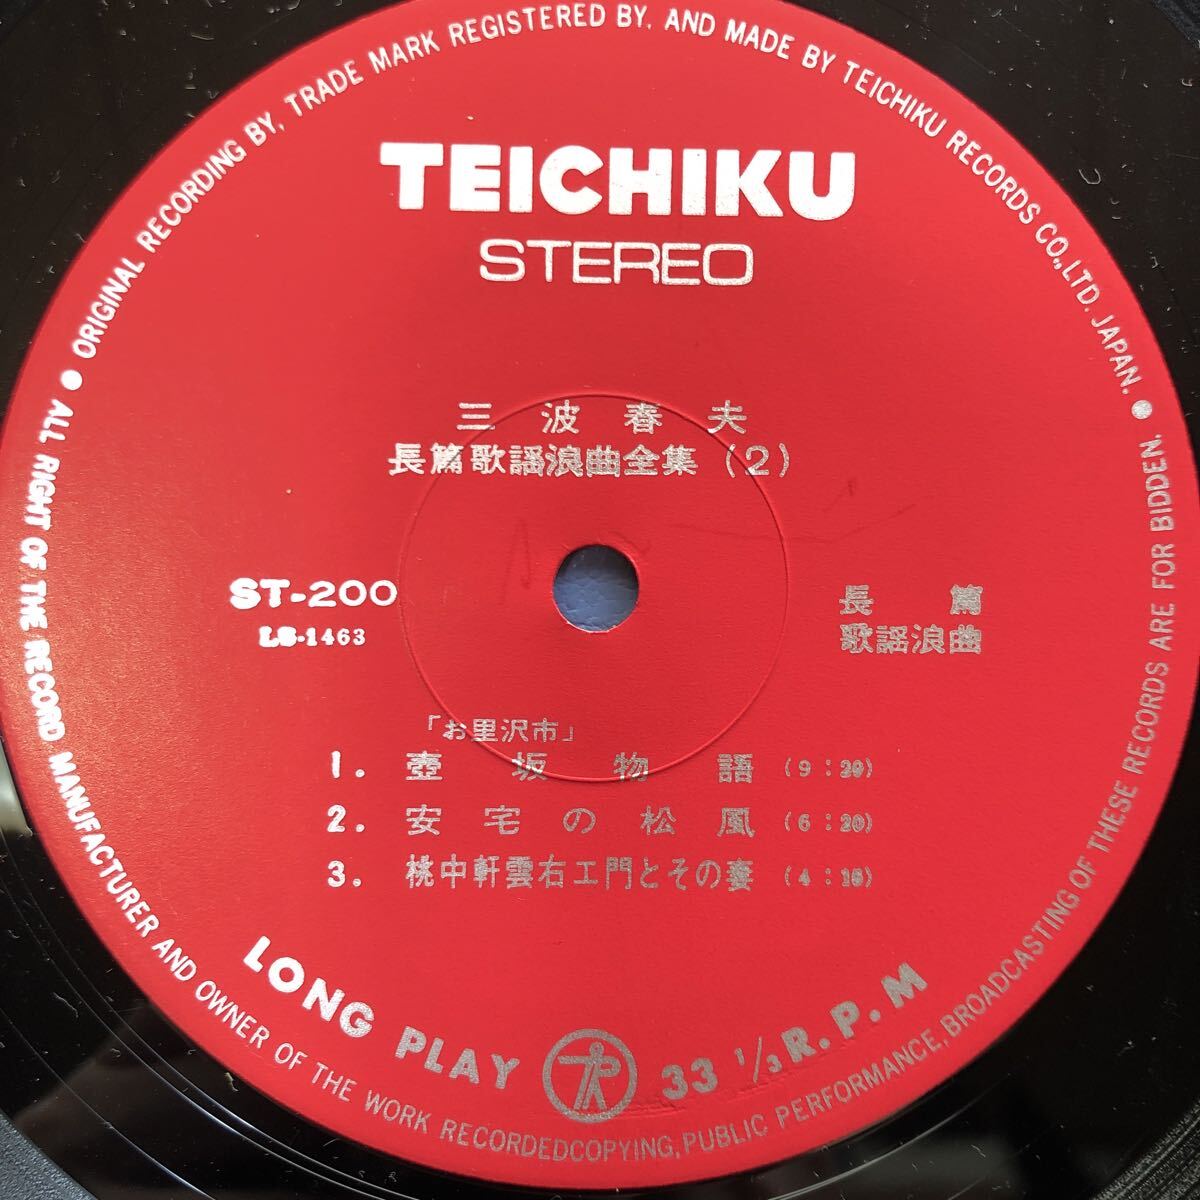 ● ORIGINAL RECORDING BY, TRADE MARK REGISTERED BY, AND MADE BY TEICHIKU RECORDS CO., LTD. JAPAN. ●
TEICHIKU
STEREO
三波春夫
長篇歌謡浪曲全集(2)
ST-200
LS-1463
長篇
歌謡浪曲
「お里沢市」
1. 壺坂物語 (9:20)
2. 安宅の松風 (6:20)
3. 桃中軒雲右エ門とその妻 (4:15)
LONG PLAY 33 1/3 R.P.M
ALL RIGHT OF THE RECORD MANUFACTURER AND OWNER OF THE WORK RECORDEDCOPYING, PUBLIC PERFORMANCE, BROADCASTING OF THESE RECORDS ARE FOR BIDDEN.